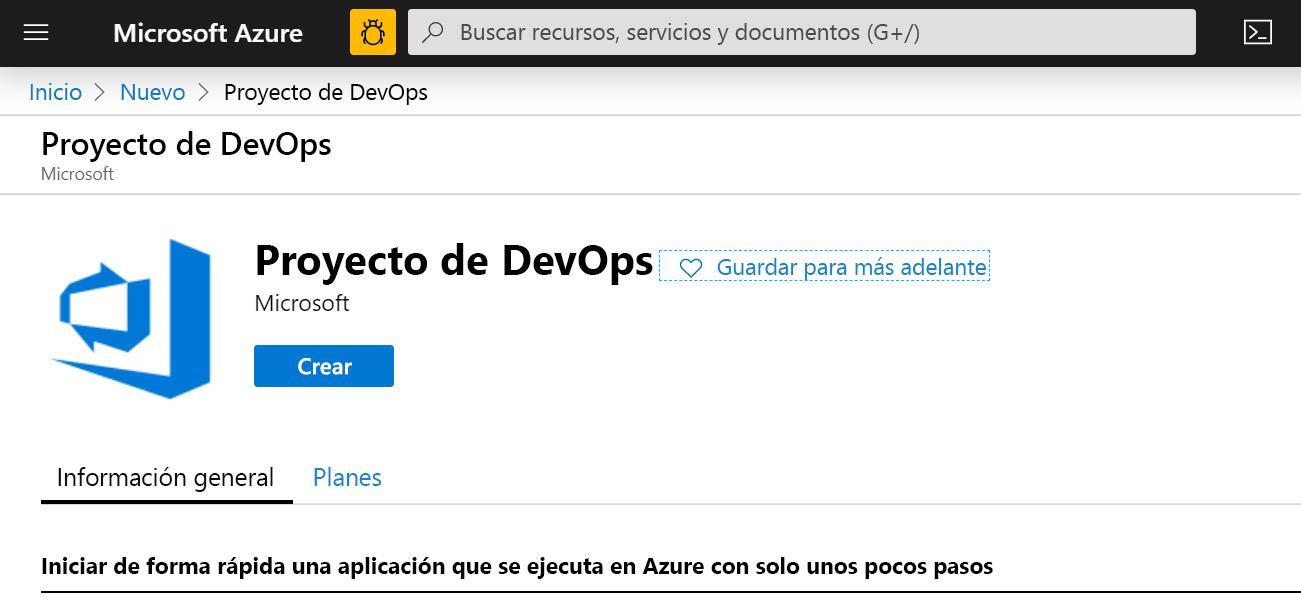 Microsoft Azure
Buscar recursos, servicios y documentos (G+/)
Inicio > Nuevo > Proyecto de DevOps
Proyecto de DevOps
Microsoft
Proyecto de DevOps
Guardar para más adelante
Microsoft
Crear
Información general
Planes
Iniciar de forma rápida una aplicación que se ejecuta en Azure con solo unos pocos pasos